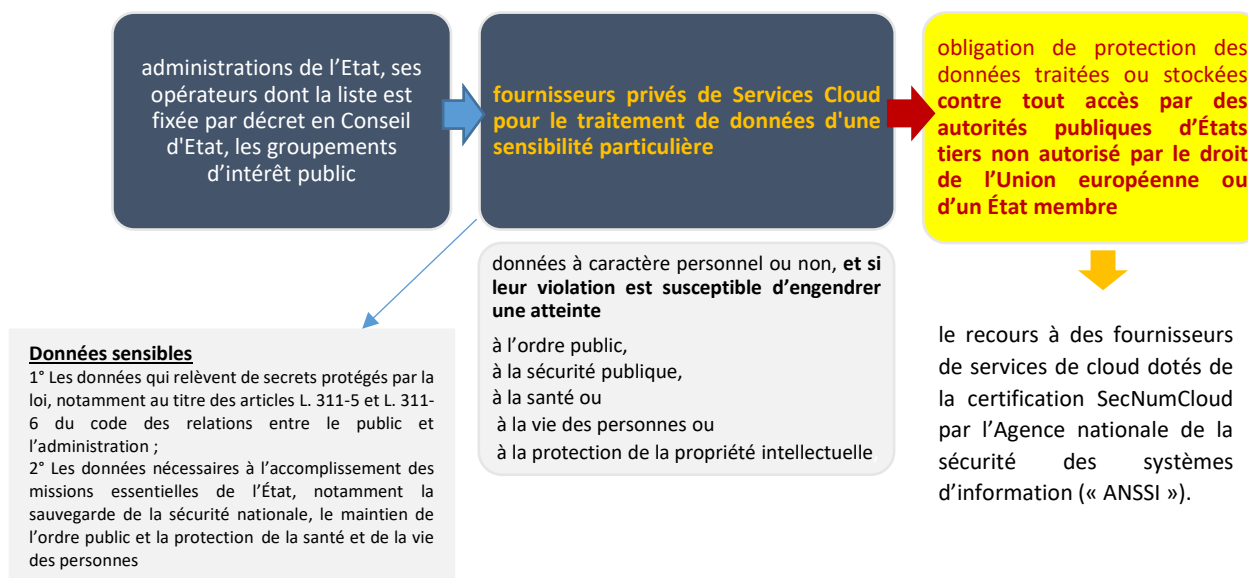 administrations de l’Etat, ses
opérateurs dont la liste est
fixée par décret en Conseil
d'Etat, les groupements
d’intérêt public
fournisseurs privés de Services Cloud
pour le traitement de données d'une
sensibilité particulière
obligation de protection des
données traitées ou stockées
contre tout accès par des
autorités publiques d’États
tiers non autorisé par le droit
de l’Union européenne ou
d’un État membre
données à caractère personnel ou non, et si
leur violation est susceptible d’engendrer
une atteinte
à l’ordre public,
à la sécurité publique,
à la santé ou
à la vie des personnes ou
à la protection de la propriété intellectuelle
le recours à des fournisseurs
de services de cloud dotés de
la certification SecNumCloud
par l’Agence nationale de la
sécurité des systèmes
d’information (« ANSSI »).
Données sensibles
1° Les données qui relèvent de secrets protégés par la
loi, notamment au titre des articles L. 311-5 et L. 311-
6 du code des relations entre le public et
l’administration ;
2° Les données nécessaires à l’accomplissement des
missions essentielles de l’État, notamment la
sauvegarde de la sécurité nationale, le maintien de
l’ordre public et la protection de la santé et de la vie
des personnes